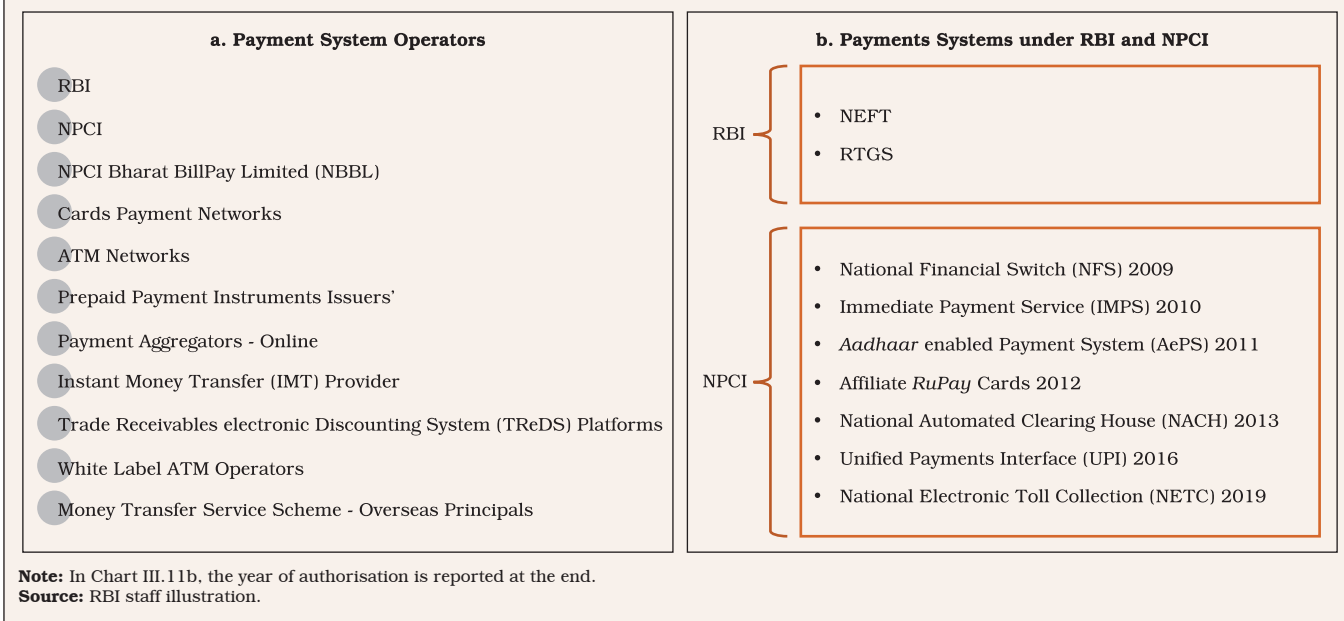 a. Payment System Operators
RBI
NPCI
NPCI Bharat BillPay Limited (NBBL)
Cards Payment Networks
ATM Networks
Prepaid Payment Instruments Issuers’
Payment Aggregators - Online
Instant Money Transfer (IMT) Provider
Trade Receivables electronic Discounting System (TReDS) Platforms
White Label ATM Operators
Money Transfer Service Scheme - Overseas Principals
b. Payments Systems under RBI and NPCI
RBI
• NEFT
• RTGS
NPCI
• National Financial Switch (NFS) 2009
• Immediate Payment Service (IMPS) 2010
• Aadhaar enabled Payment System (AePS) 2011
• Affiliate RuPay Cards 2012
• National Automated Clearing House (NACH) 2013
• Unified Payments Interface (UPI) 2016
• National Electronic Toll Collection (NETC) 2019
Note: In Chart III.11b, the year of authorisation is reported at the end.
Source: RBI staff illustration.